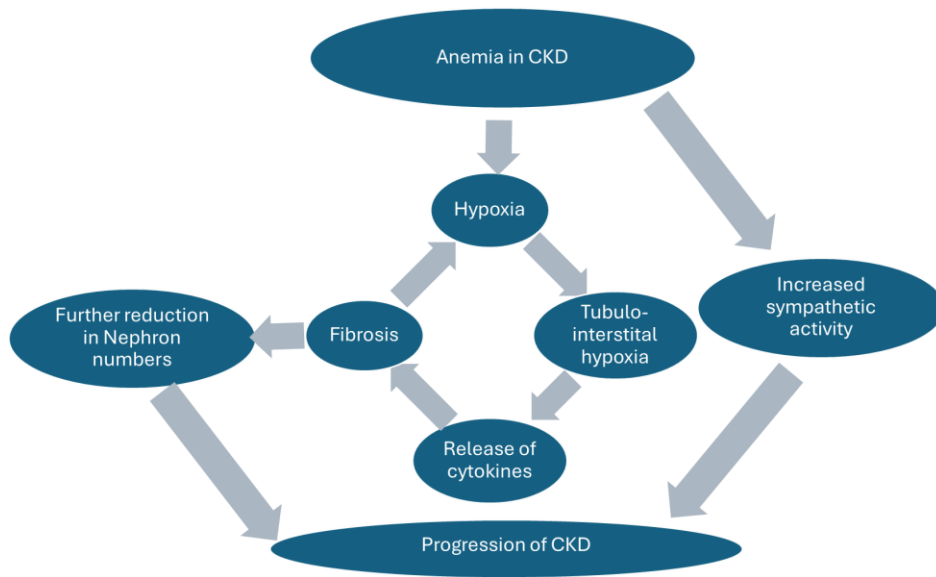 Anemia in CKD
Hypoxia
Increased
sympathetic
activity
Further reduction
in Nephron
numbers
Fibrosis
Tubulo-
interstital
hypoxia
Release of
cytokines
Progression of CKD